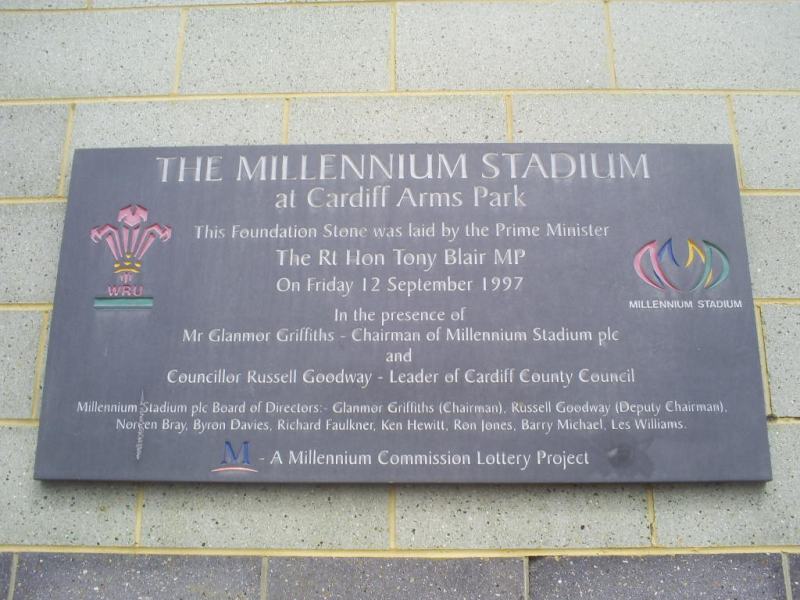 THE MILLENNIUM STADIUM
at Cardiff Arms Park
This Foundation Stone was laid by the Prime Minister
The Rt Hon Tony Blair MP
On Friday 12 September 1997
WRU
MILLENNIUM STADIUM
In the presence of
Mr Glanmor Griffiths - Chairman of Millennium Stadium plc
and
Councillor Russell Goodway - Leader of Cardiff County Council
Millennium Stadium plc Board of Directors:- Glanmor Griffiths (Chairman), Russell Goodway (Deputy Chairman),
Noreen Bray, Byron Davies, Richard Faulkner, Ken Hewitt, Ron Jones, Barry Michael, Les Williams.
M - A Millennium Commission Lottery Project